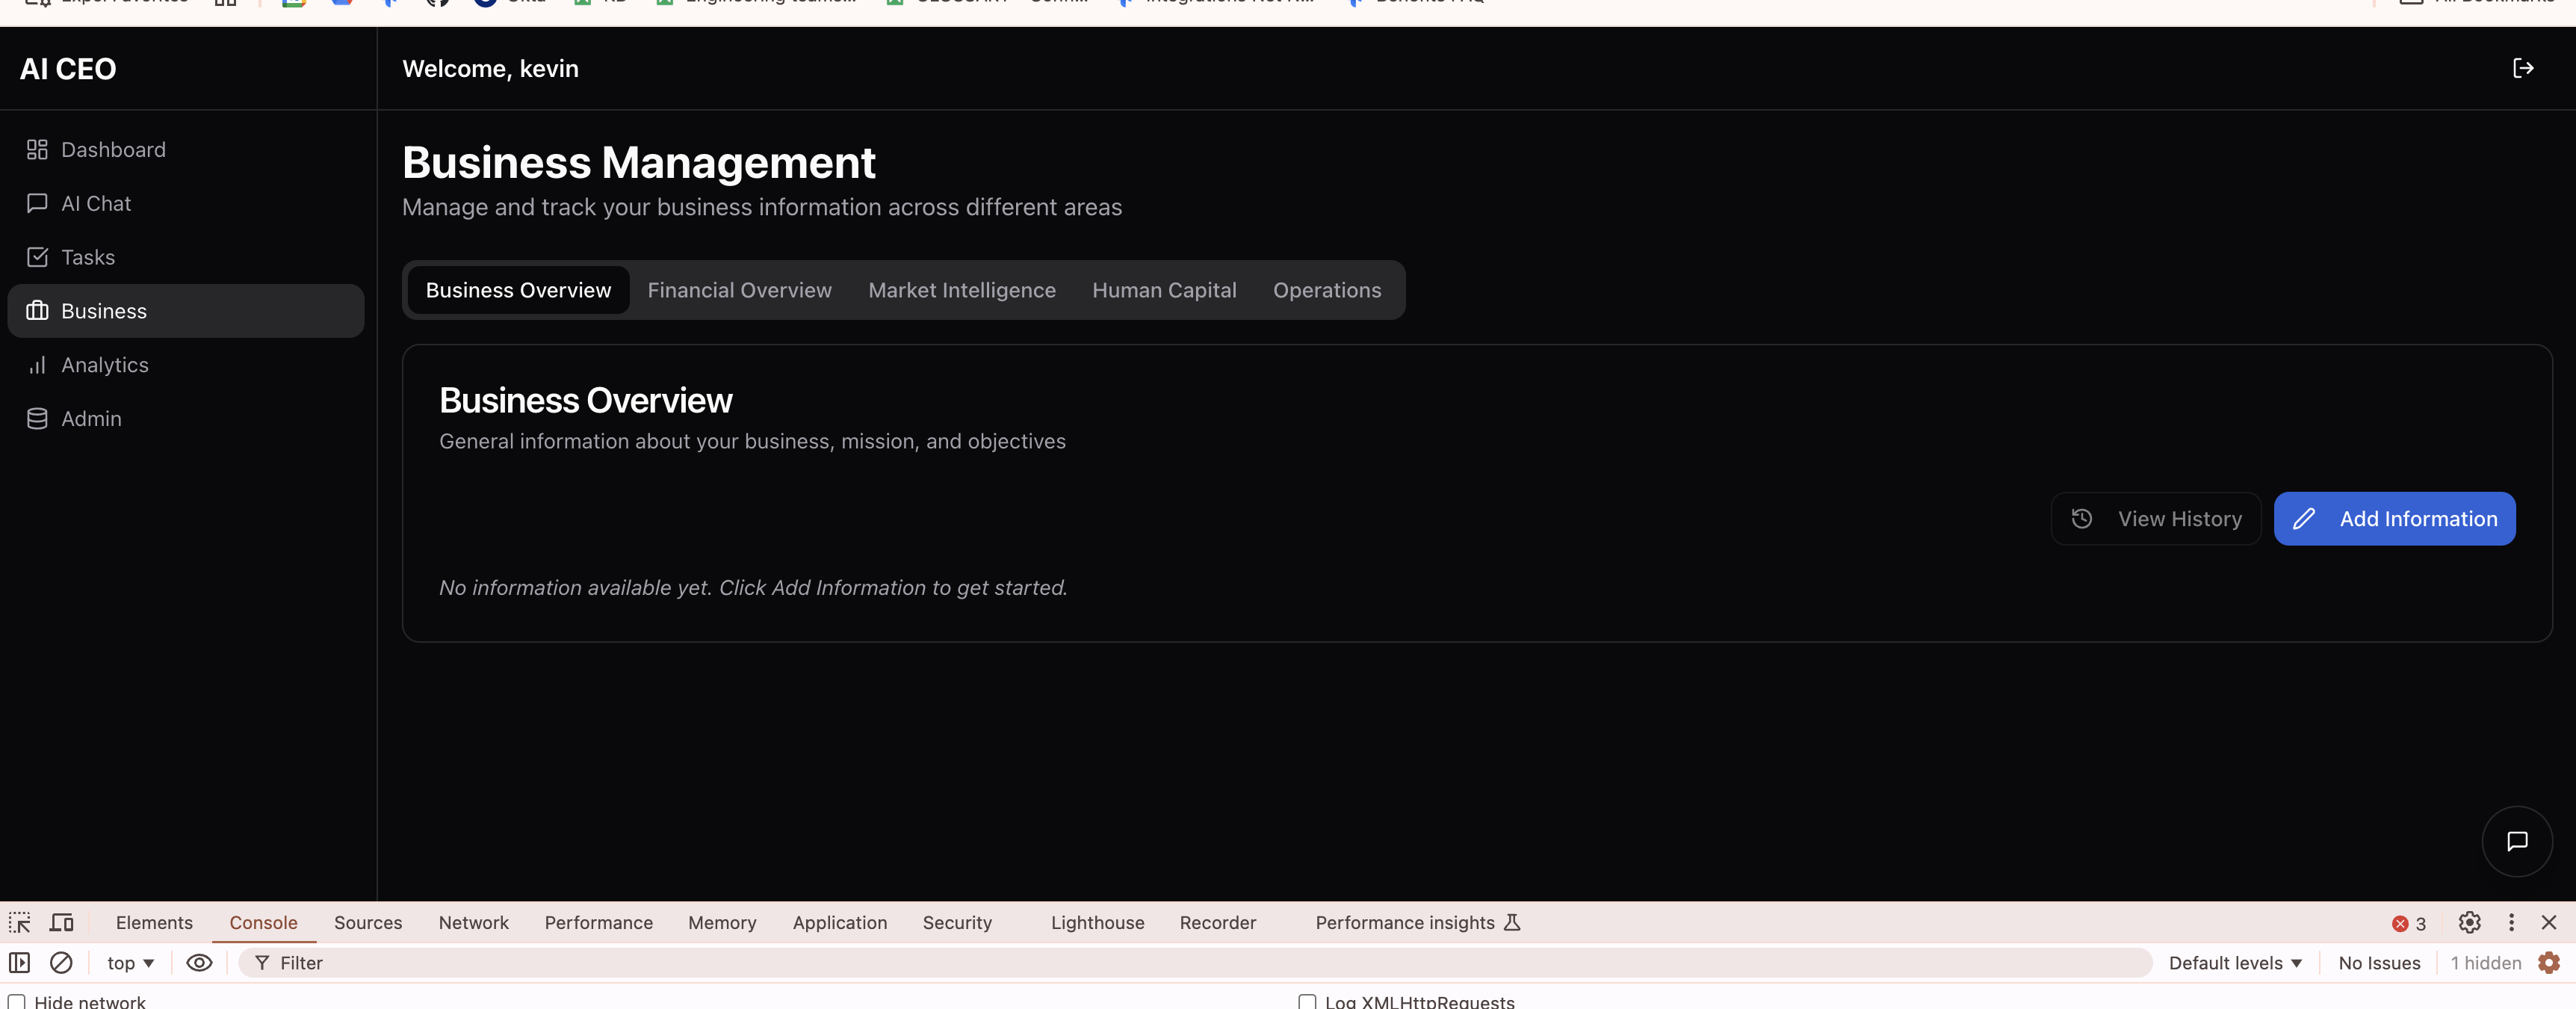 AI CEO
Welcome, kevin
Dashboard
AI Chat
Tasks
Business
Analytics
Admin
Business Management
Manage and track your business information across different areas
Business Overview Financial Overview Market Intelligence Human Capital Operations
Business Overview
General information about your business, mission, and objectives
View History Add Information
No information available yet. Click Add Information to get started.
Elements Console Sources Network Performance Memory Application Security Lighthouse Recorder Performance insights 3
top Filter Default levels No Issues 1 hidden
Hide network Log XMLHttpRequests